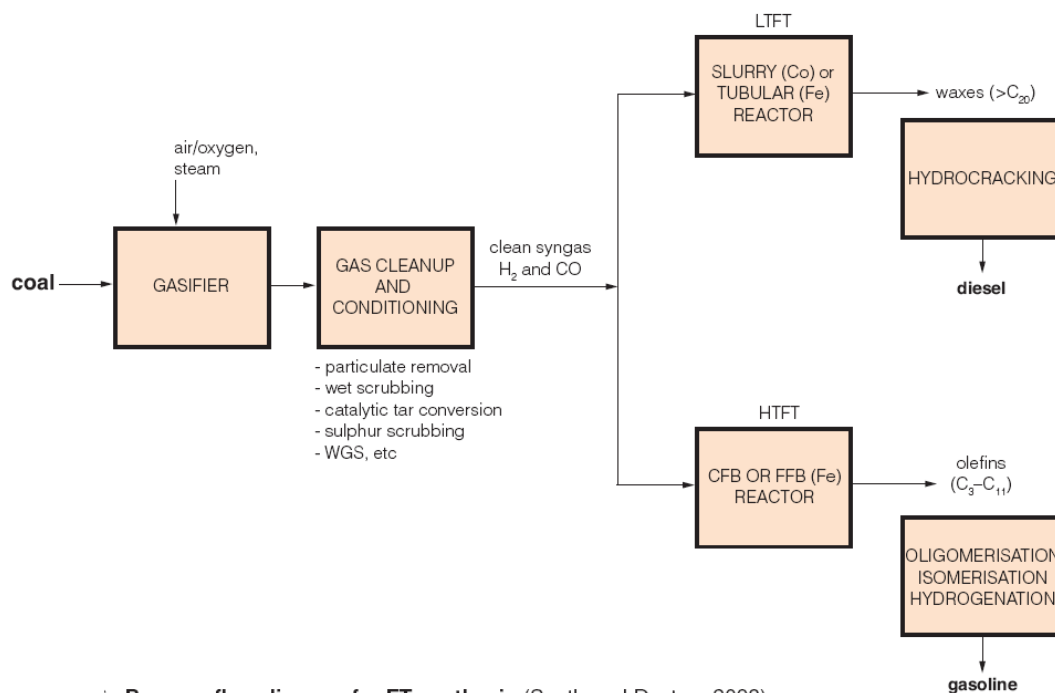 LTFT
SLURRY (Co) or
TUBULAR (Fe)
REACTOR
waxes (>C₂₀)
HYDROCRACKING
diesel
air/oxygen,
steam
coal
GASIFIER
GAS CLEANUP
AND
CONDITIONING
clean syngas
H₂ and CO
- particulate removal
- wet scrubbing
- catalytic tar conversion
- sulphur scrubbing
- WGS, etc
HTFT
CFB OR FFB (Fe)
REACTOR
olefins
(C₃–C₁₁)
OLIGOMERISATION
ISOMERISATION
HYDROGENATION
gasoline